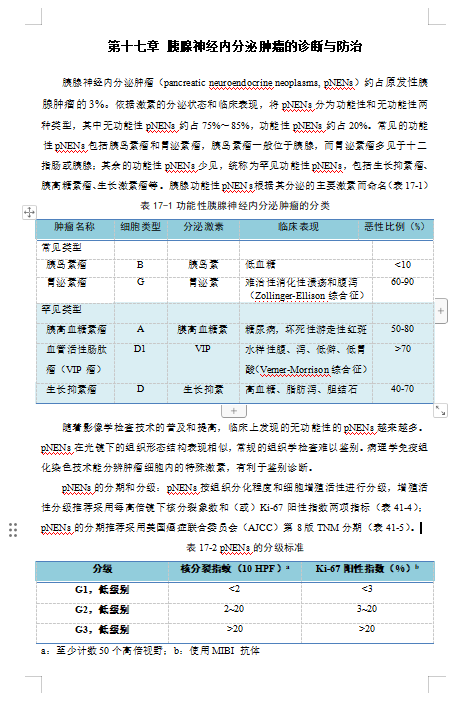 第十七章 胰腺神经内分泌肿瘤的诊断与防治
胰腺神经内分泌肿瘤（pancreatic neuroendocrine neoplasms, pNENs）约占原发性胰
腺肿瘤的3%。依据激素的分泌状态和临床表现，将 pNENs 分为功能性和无功能性两
种类型，其中无功能性 pNENs 约占 75%~85%，功能性 pNENs 约占 20%。常见的功能
性 pNENs 包括胰岛素瘤和胃泌素瘤，胰岛素瘤一般位于胰腺，而胃泌素瘤多见于十二
指肠或胰腺；其余的功能性 pNENs 少见，统称为罕见功能性 pNENs，包括生长抑素瘤、
胰高糖素瘤、生长激素瘤等。胰腺功能性 pNENs 根据其分泌的主要激素而命名（表 17-1）
表 17-1 功能性胰腺神经内分泌肿瘤的分类
肿瘤名称 细胞类型 分泌激素 临床表现 恶性比例（%）
常见类型
胰岛素瘤 B 胰岛素 低血糖 <10
胃泌素瘤 G 胃泌素 难治性消化性溃疡和腹泻 60-90
（Zollinger-Ellison 综合征）
罕见类型
胰高血糖素瘤 A 胰高血糖素 糖尿病，坏死性游走性红斑 50-80
血管活性肠肽 D1 VIP 水样性腹、泻、低钾、低胃 >70
瘤（VIP 瘤） 酸（Verner-Morrison 综合征）
生长抑素瘤 D 生长抑素 高血糖、脂肪泻、胆结石 40-70
随着影像学检查技术的普及和提高，临床上发现的无功能性的 pNENs 越来越多。
pNENs 在光镜下的组织形态结构表现相似，常规的组织学检查难以鉴别。病理学免疫组
化染色技术能分辨肿瘤细胞内的特殊激素，有利于鉴别诊断。
pNENs 的分期和分级：pNENs 按组织分化程度和细胞增殖活性进行分级，增殖活
性分级推荐采用每高倍镜下核分裂象数和（或）Ki-67 阳性指数两项指标（表 41-4）；
pNENs 的分期推荐采用美国癌症联合委员会（AJCC）第 8 版 TNM 分期（表 41-5）。
表 17-2 pNENs 的分级标准
分级 核分裂指蛟（10 HPF）a Ki-67 阳性指数（%）b
G1，低级别 <2 <3
G2，低级别 2~20 3~20
G3，低级别 >20 >20
a：至少计数 50 个高倍视野；b：使用 MIBI 抗体